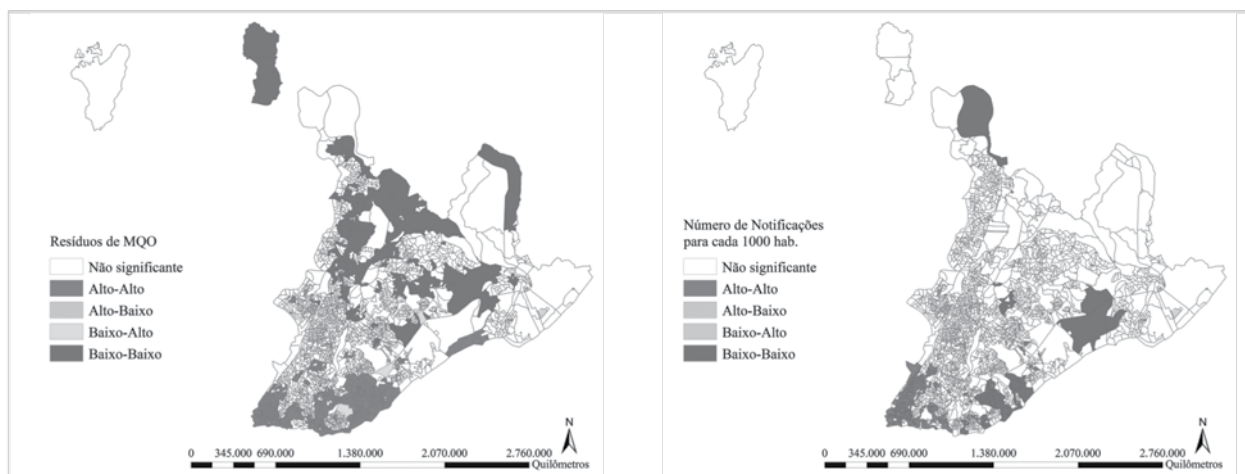 Resíduos de MQO
Não significante
Alto-Alto
Alto-Baixo
Baixo-Alto
Baixo-Baixo
N
0 345.000 690.000 1.380.000 2.070.000 2.760.000
Quilômetros
Número de Notificações
para cada 1000 hab.
Não significante
Alto-Alto
Alto-Baixo
Baixo-Alto
Baixo-Baixo
N
0 345.000 690.000 1.380.000 2.070.000 2.760.000
Quilômetros